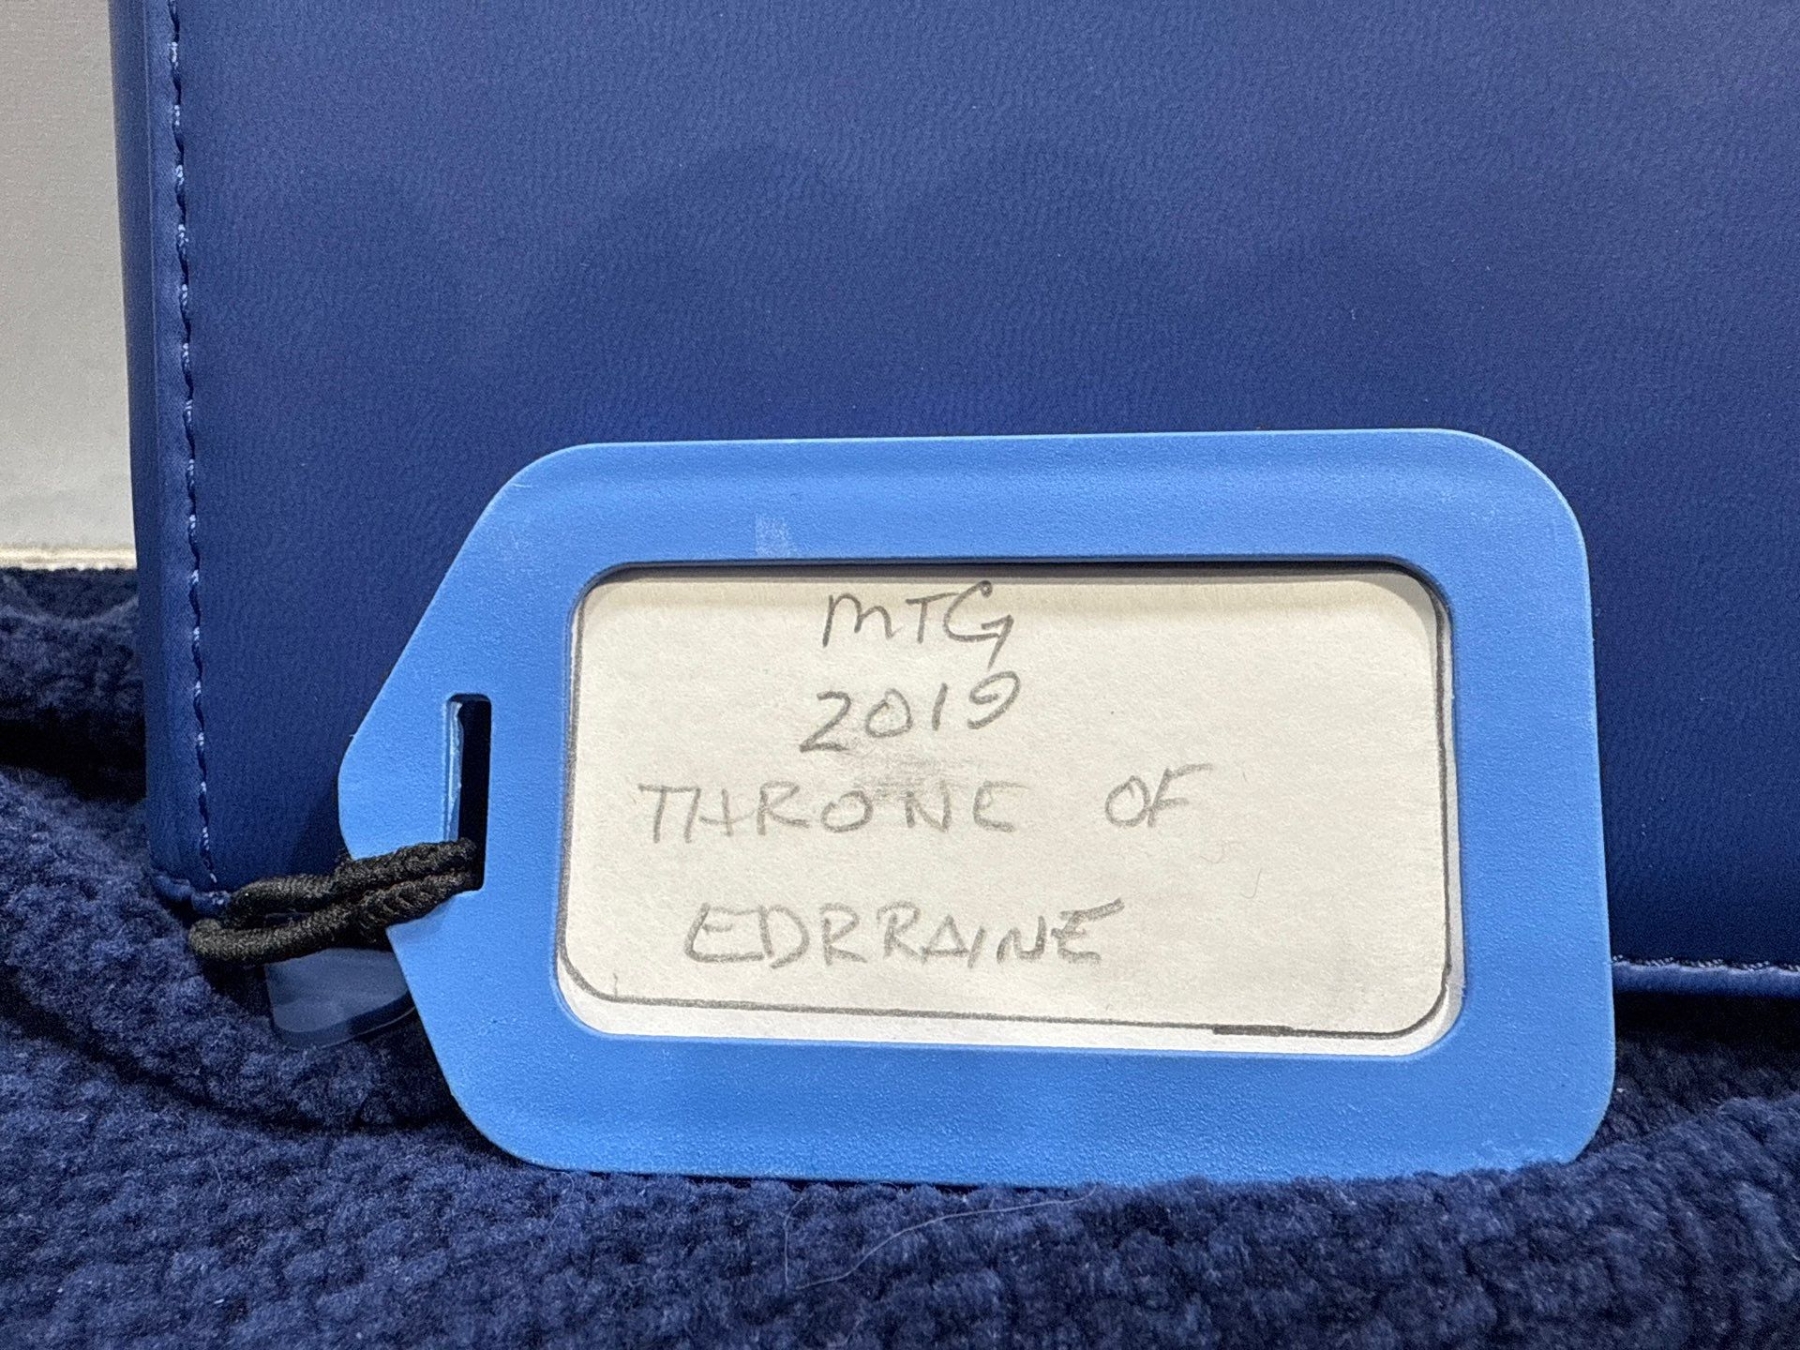 MTG
2019
THRONE OF
EDRRAINE